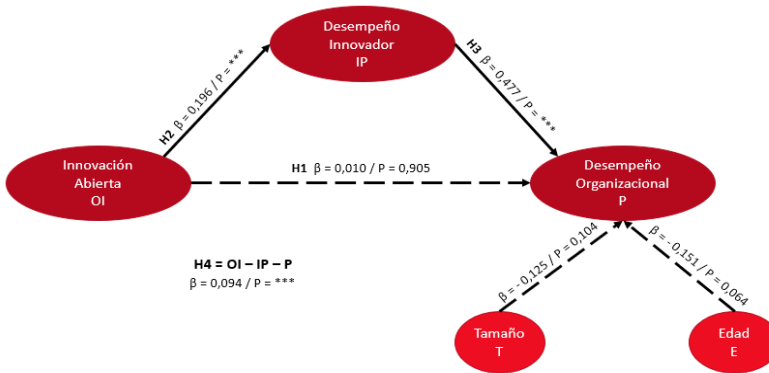 Desempeño
Innovador
IP
H2 β = 0,196 / P = ***
H3 β = 0,477 / P = ***
Innovación
Abierta
OI
H1 β = 0,010 / P = 0,905
Desempeño
Organizacional
P
H4 = OI – IP – P
β = 0,094 / P = ***
β = - 0,125 / P = 0,104
β = - 0,151 / P = 0,064
Tamaño
T
Edad
E